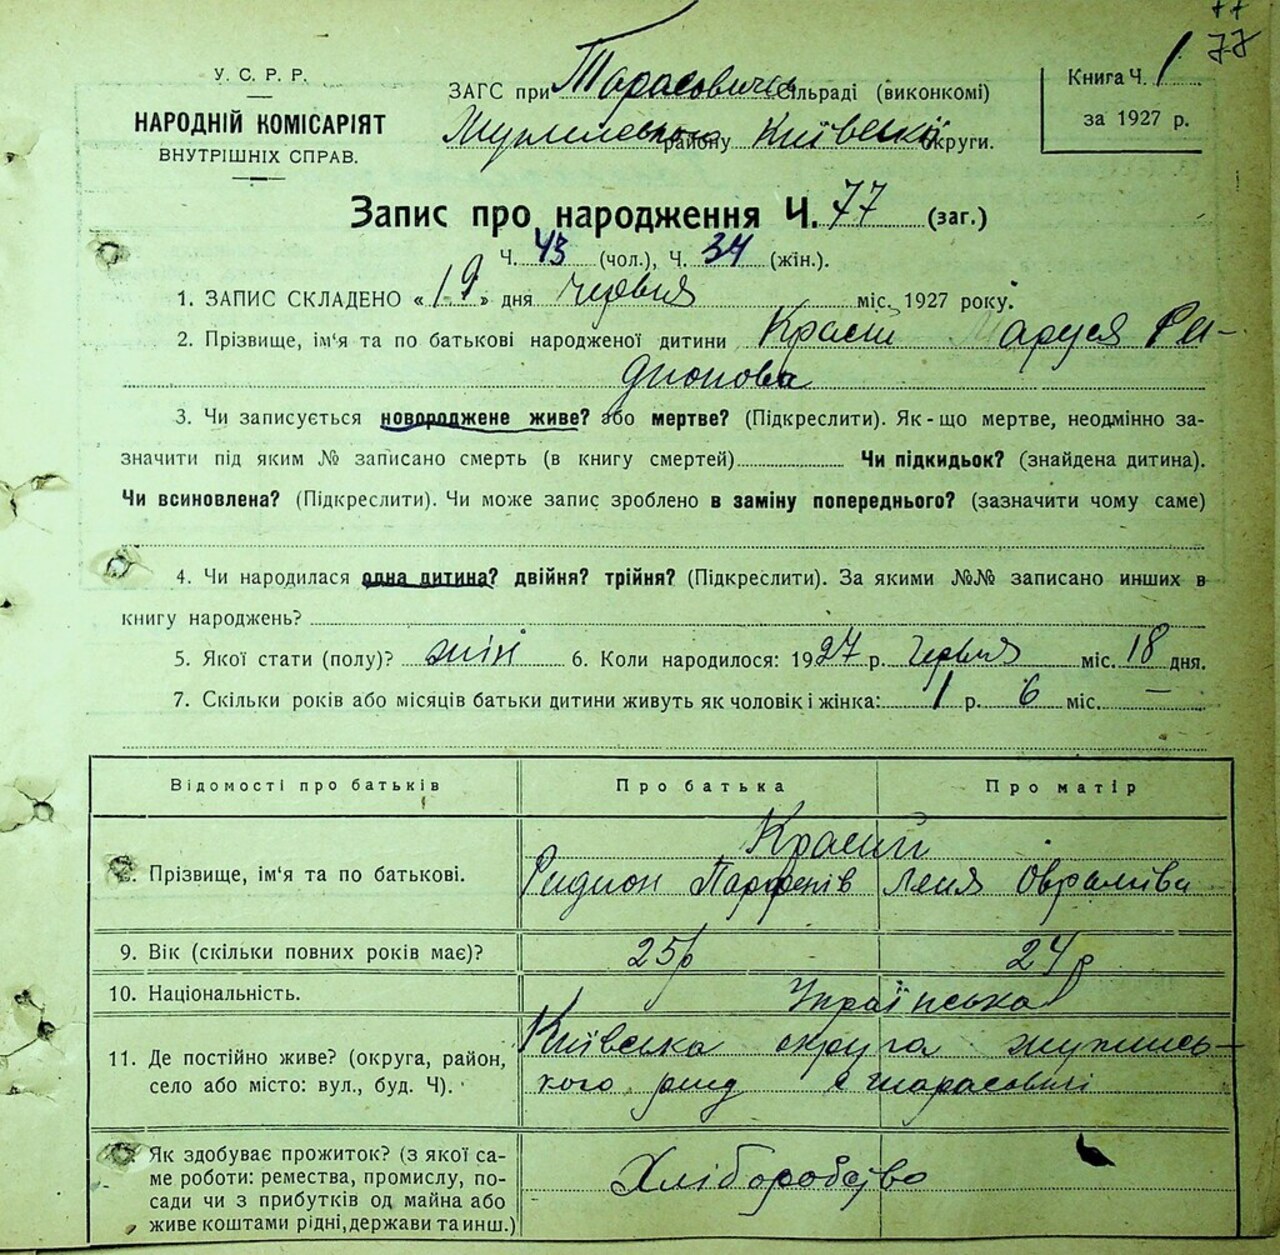 77
77
У. С. Р. Р.
НАРОДНІЙ КОМІСАРІЯТ
ВНУТРІШНІХ СПРАВ.
ЗАГС при Тарасовичес сільраді (виконкомі)
району Київської округи.
Книга Ч. 1
за 1927 р.
Запис про народження Ч. 77 (заг.)
Ч. 43 (чол.), Ч. 34 (жін.).
1. ЗАПИС СКЛАДЕНО «19» дня червня міс. 1927 року.
2. Прізвище, ім'я та по батькові народженої дитини Маруся Ри-
дионова
3. Чи записується новороджене живе? або мертве? (Підкреслити). Як-що мертве, неодмінно за-
значити під яким № записано смерть (в книгу смертей) Чи підкидьок? (знайдена дитина).
Чи всиновлена? (Підкреслити). Чи може запис зроблено в заміну попереднього? (зазначити чому саме)
4. Чи народилася одна дитина? двійня? трійня? (Підкреслити). За якими №№ записано инших в
книгу народжень?
5. Якої стати (полу)? жін 6. Коли народилося: 1927 р. червня міс. 18 дня.
7. Скільки років або місяців батьки дитини живуть як чоловік і жінка: 1 р. 6 міс. —
Відомості про батьків Про батька Про матір
Красий
Прізвище, ім'я та по батькові. Ридион Парфенів
9. Вік (скільки повних років має)? 25 р 24 р
10. Національність. Українська
11. Де постійно живе? (округа, район, Київська округа
село або місто: вул., буд. Ч). кого с тарасовичі
Як здобуває прожиток? (з якої са-
ме роботи: ремества, промислу, по-
сади чи з прибутків од майна або
живе коштами рідні, держави та инш.) Хліборобство